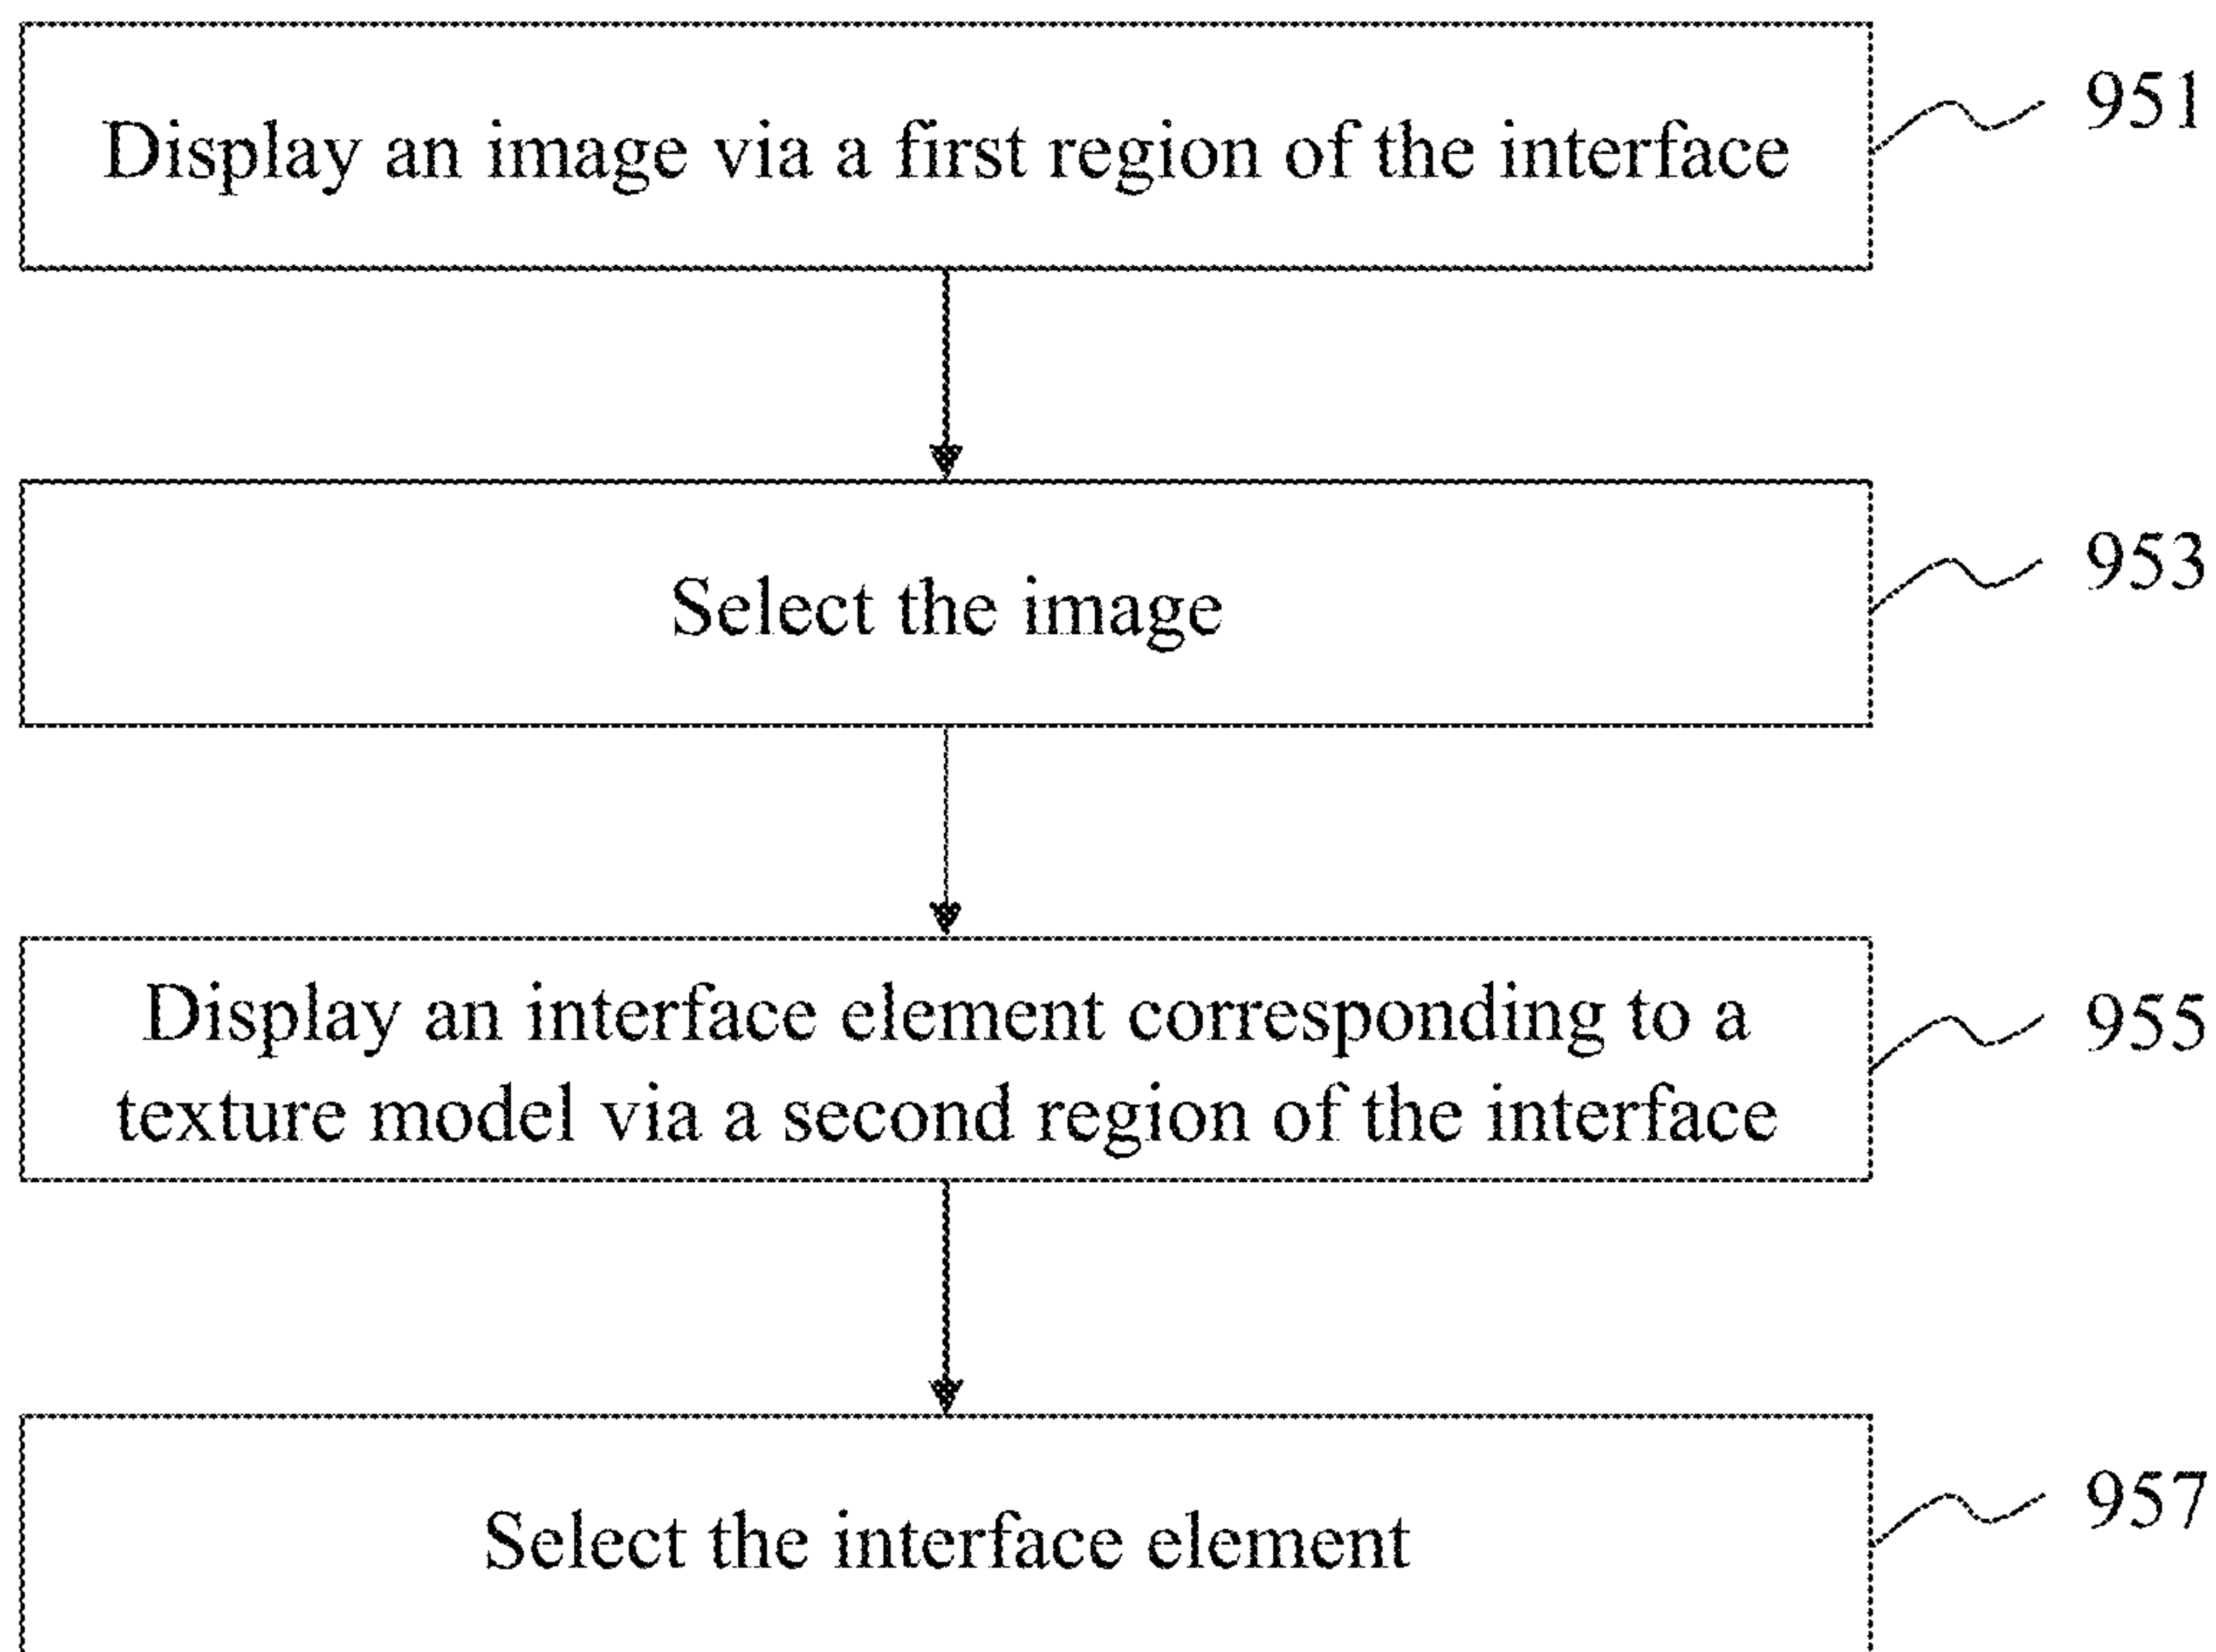 Display an image via a first region of the interface
951
Select the image
953
Display an interface element corresponding to a
texture model via a second region of the interface
955
Select the interface element
957